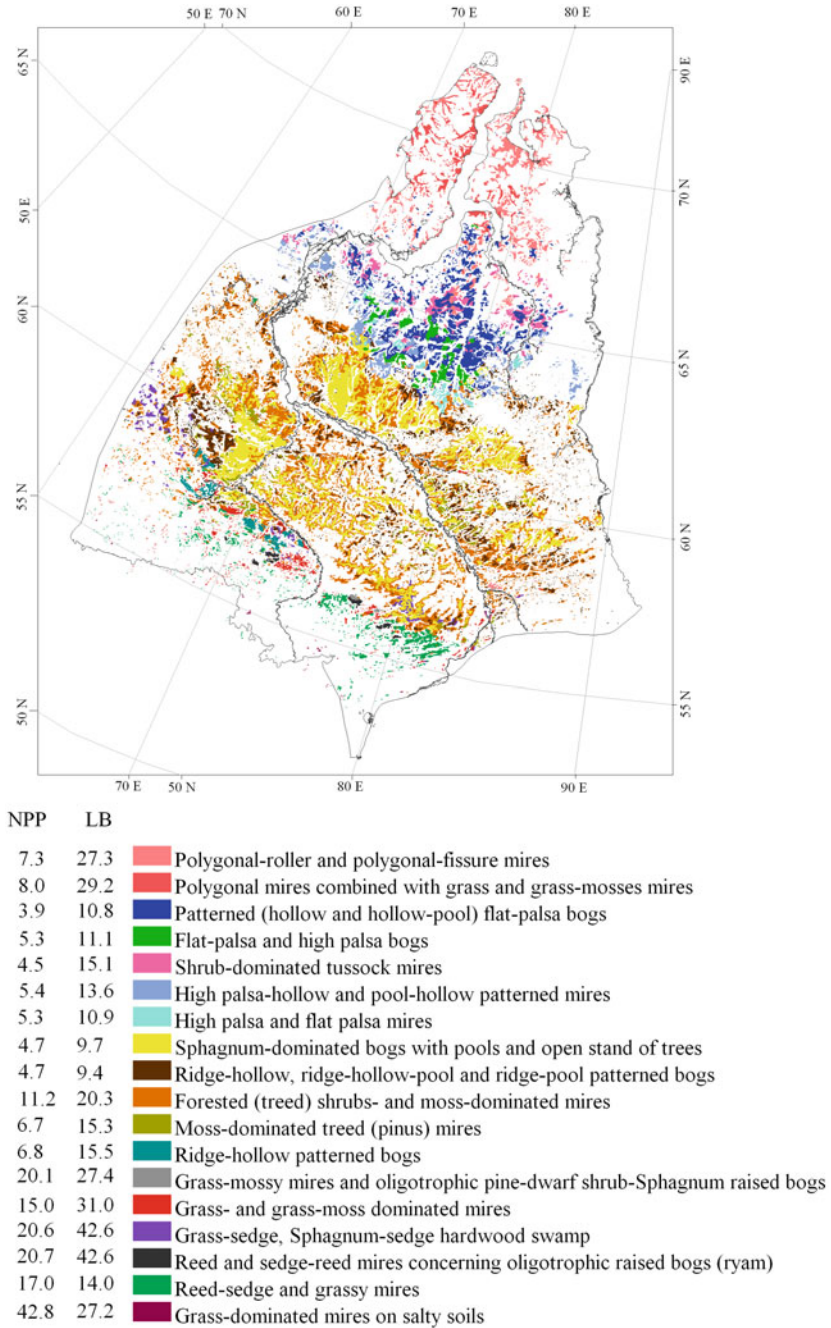 50 E 70 N 60 E 70 E 80 E
65 N
90 E
50 E
70 N
60 N
65 N
55 N
60 N
50 N
55 N
70 E 50 N 80 E 90 E
NPP LB
7.3 27.3 Polygonal-roller and polygonal-fissure mires
8.0 29.2 Polygonal mires combined with grass and grass-mosses mires
3.9 10.8 Patterned (hollow and hollow-pool) flat-palsa bogs
5.3 11.1 Flat-palsa and high palsa bogs
4.5 15.1 Shrub-dominated tussock mires
5.4 13.6 High palsa-hollow and pool-hollow patterned mires
5.3 10.9 High palsa and flat palsa mires
4.7 9.7 Sphagnum-dominated bogs with pools and open stand of trees
4.7 9.4 Ridge-hollow, ridge-hollow-pool and ridge-pool patterned bogs
11.2 20.3 Forested (treed) shrubs- and moss-dominated mires
6.7 15.3 Moss-dominated treed (pinus) mires
6.8 15.5 Ridge-hollow patterned bogs
20.1 27.4 Grass-mossy mires and oligotrophic pine-dwarf shrub-Sphagnum raised bogs
15.0 31.0 Grass- and grass-moss dominated mires
20.6 42.6 Grass-sedge, Sphagnum-sedge hardwood swamp
20.7 42.6 Reed and sedge-reed mires concerning oligotrophic raised bogs (ryam)
17.0 14.0 Reed-sedge and grassy mires
42.8 27.2 Grass-dominated mires on salty soils